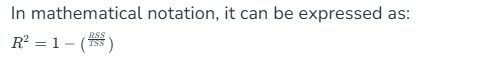 In mathematical notation, it can be expressed as:
R² = 1 − (RSS/TSS)